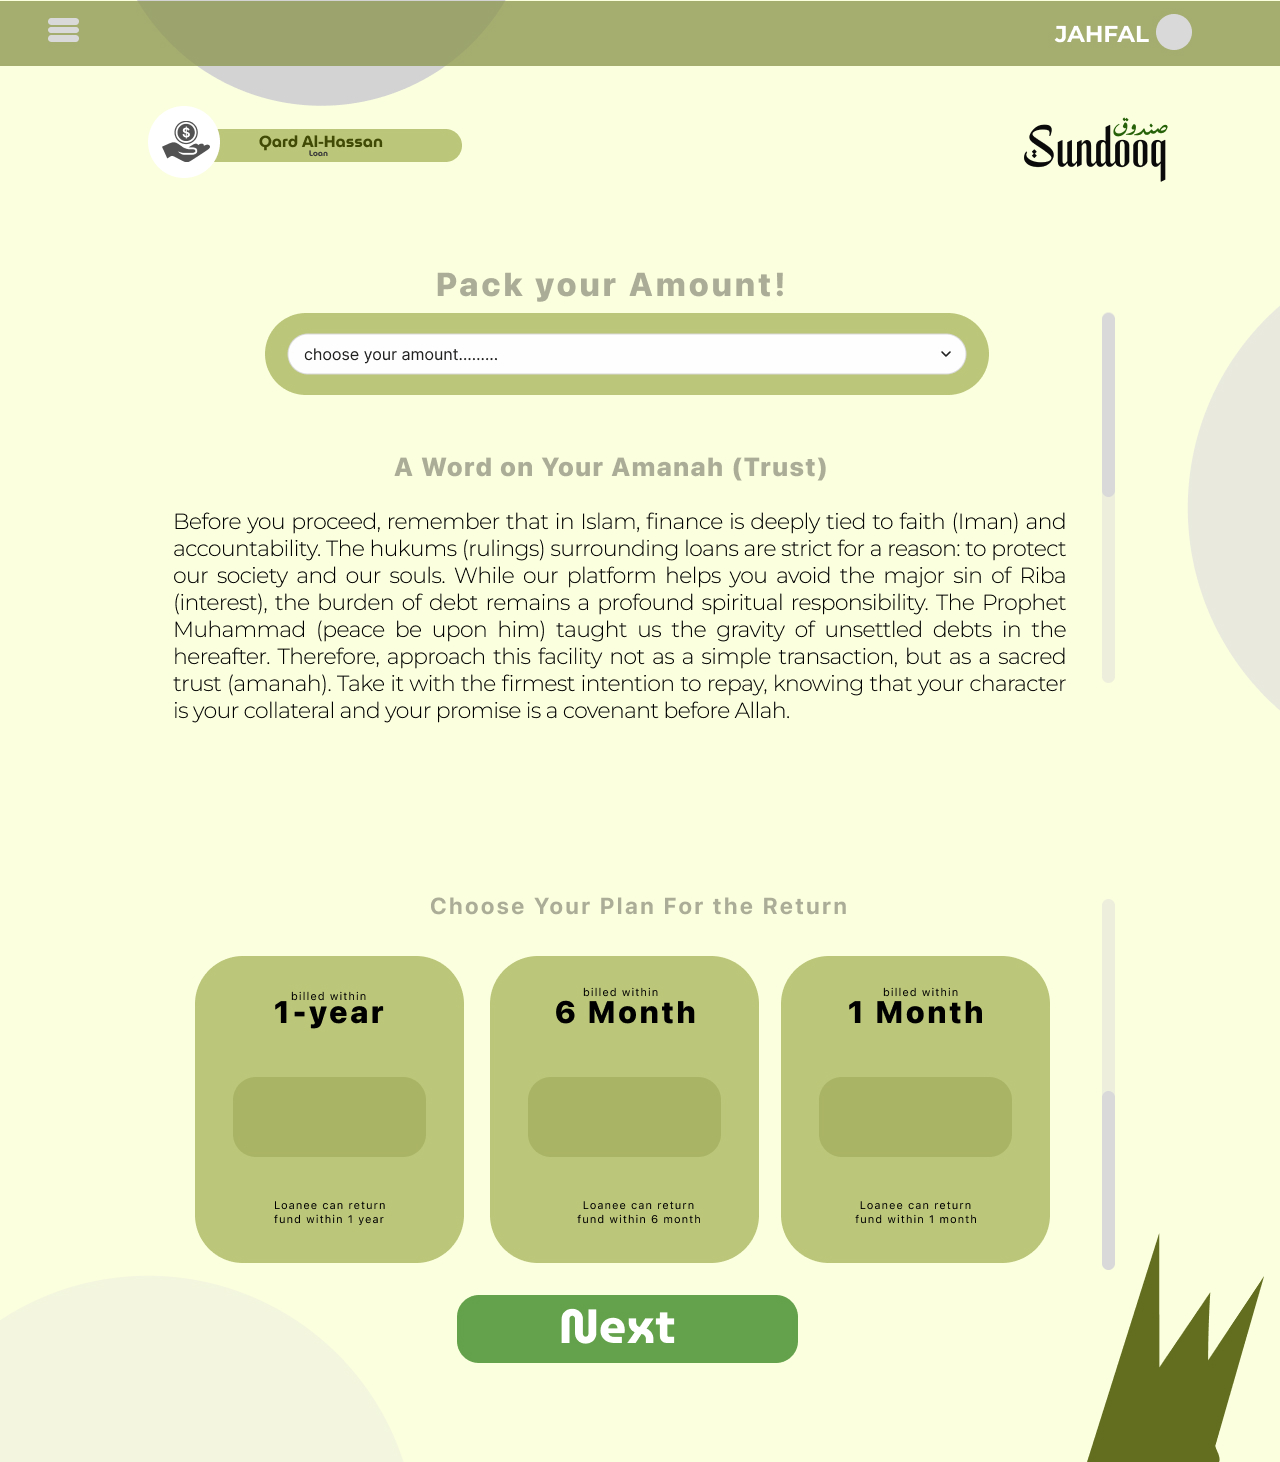 JAHFAL
Qard Al-Hassan
Loan
صندوق
Sundooq
Pack your Amount!
choose your amount.........
A Word on Your Amanah (Trust)
Before you proceed, remember that in Islam, finance is deeply tied to faith (Iman) and
accountability. The hukums (rulings) surrounding loans are strict for a reason: to protect
our society and our souls. While our platform helps you avoid the major sin of Riba
(interest), the burden of debt remains a profound spiritual responsibility. The Prophet
Muhammad (peace be upon him) taught us the gravity of unsettled debts in the
hereafter. Therefore, approach this facility not as a simple transaction, but as a sacred
trust (amanah). Take it with the firmest intention to repay, knowing that your character
is your collateral and your promise is a covenant before Allah.
Choose Your Plan For the Return
billed within
1-year
Loanee can return
fund within 1 year
billed within
6 Month
Loanee can return
fund within 6 month
billed within
1 Month
Loanee can return
fund within 1 month
Next